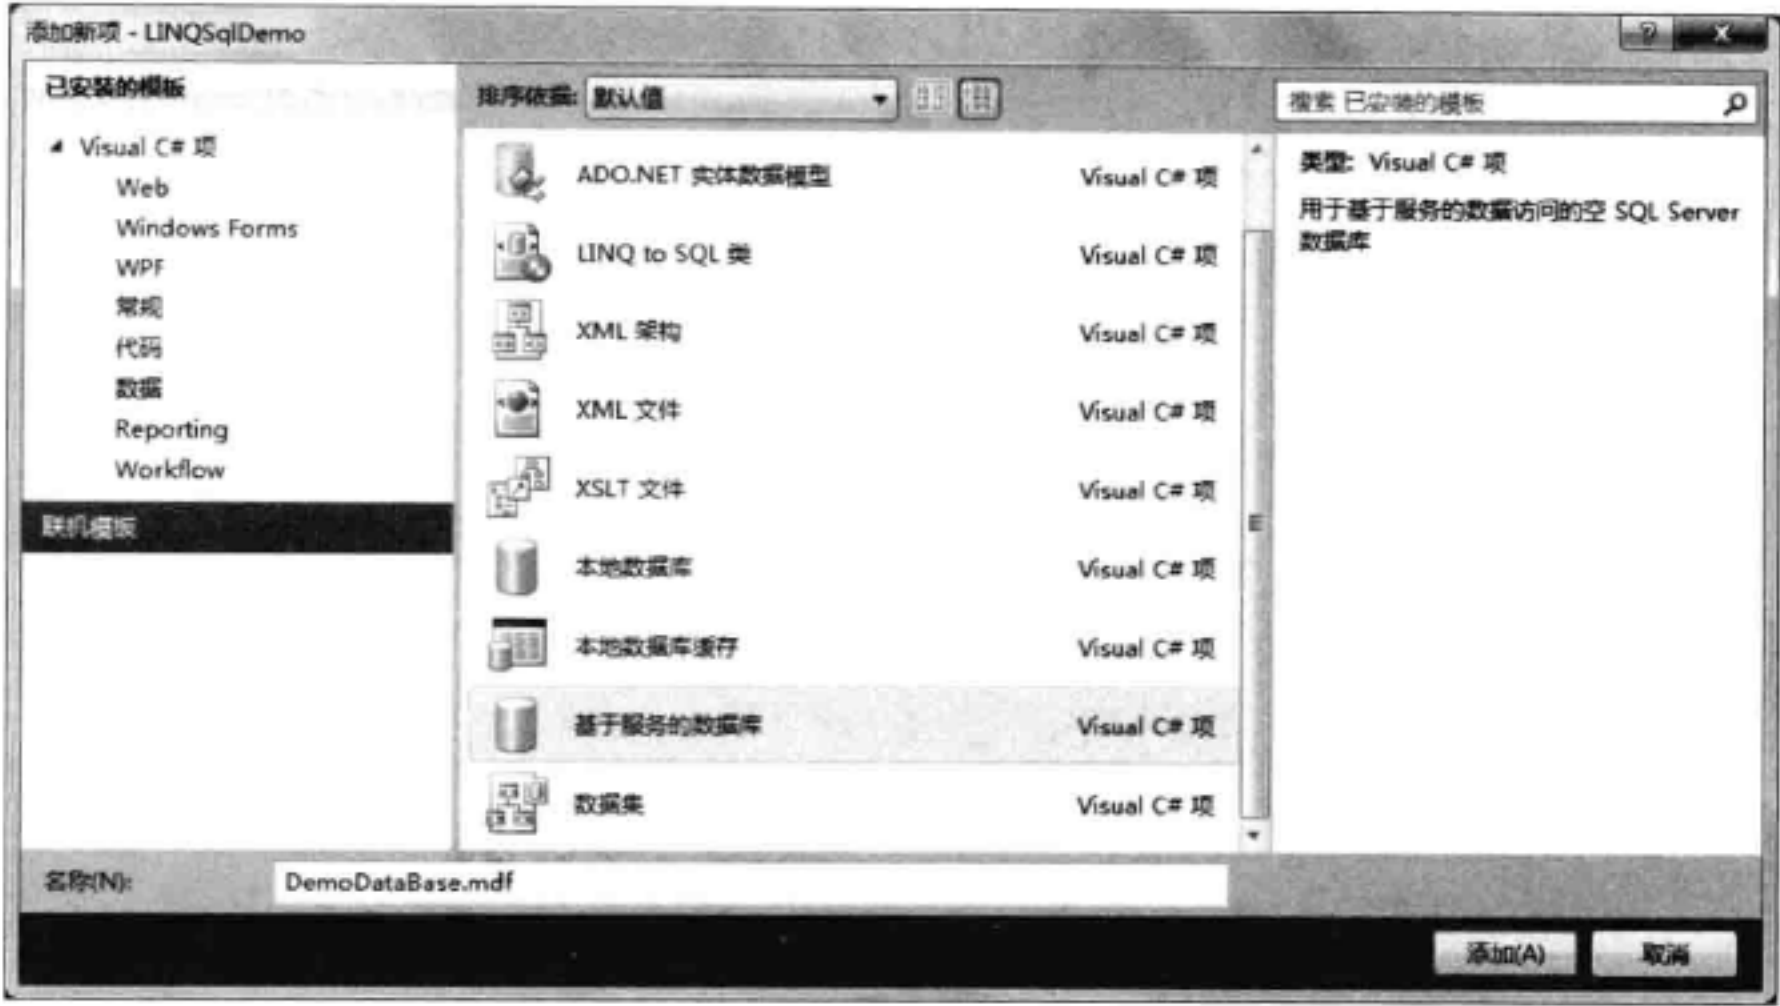 添加新项 - LINQSqlDemo
已安装的模板
Visual C# 项
Web
Windows Forms
WPF
常规
代码
数据
Reporting
Workflow
联机模板
排序依据: 默认值
ADO.NET 实体数据模型 Visual C# 项
LINQ to SQL 类 Visual C# 项
XML 架构 Visual C# 项
XML 文件 Visual C# 项
XSLT 文件 Visual C# 项
本地数据库 Visual C# 项
本地数据库缓存 Visual C# 项
基于服务的数据库 Visual C# 项
数据集 Visual C# 项
搜索 已安装的模板
类型: Visual C# 项
用于基于服务的数据访问的空 SQL Server
数据库
名称(N): DemoDataBase.mdf
添加(A) 取消